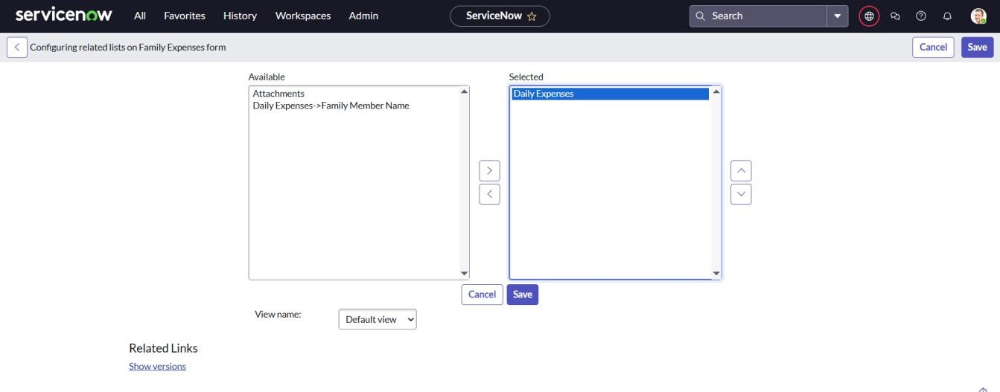 servicenow All Favorites History Workspaces Admin ServiceNow Search
Configuring related lists on Family Expenses form Cancel Save
Available Selected
Attachments Daily Expenses
Daily Expenses->Family Member Name
Cancel Save
View name: Default view
Related Links
Show versions